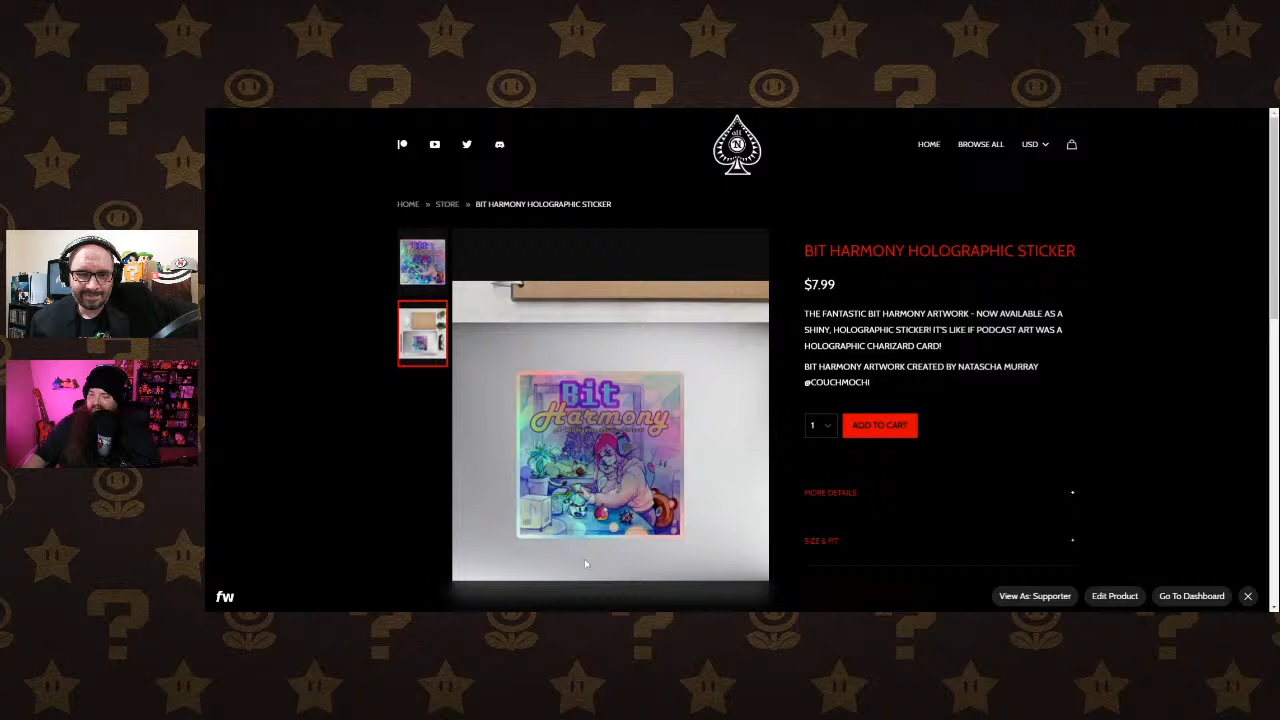 all
N
HOME
BROWSE ALL
USD
HOME » STORE » BIT HARMONY HOLOGRAPHIC STICKER
BIT HARMONY HOLOGRAPHIC STICKER
$7.99
THE FANTASTIC BIT HARMONY ARTWORK - NOW AVAILABLE AS A
SHINY, HOLOGRAPHIC STICKER! IT'S LIKE IF PODCAST ART WAS A
HOLOGRAPHIC CHARIZARD CARD!
BIT HARMONY ARTWORK CREATED BY NATASCHA MURRAY
@COUCHMOCHI
1
ADD TO CART
Bit
Harmony
MORE DETAILS +
SIZE & FIT +
fw
View As: Supporter
Edit Product
Go To Dashboard